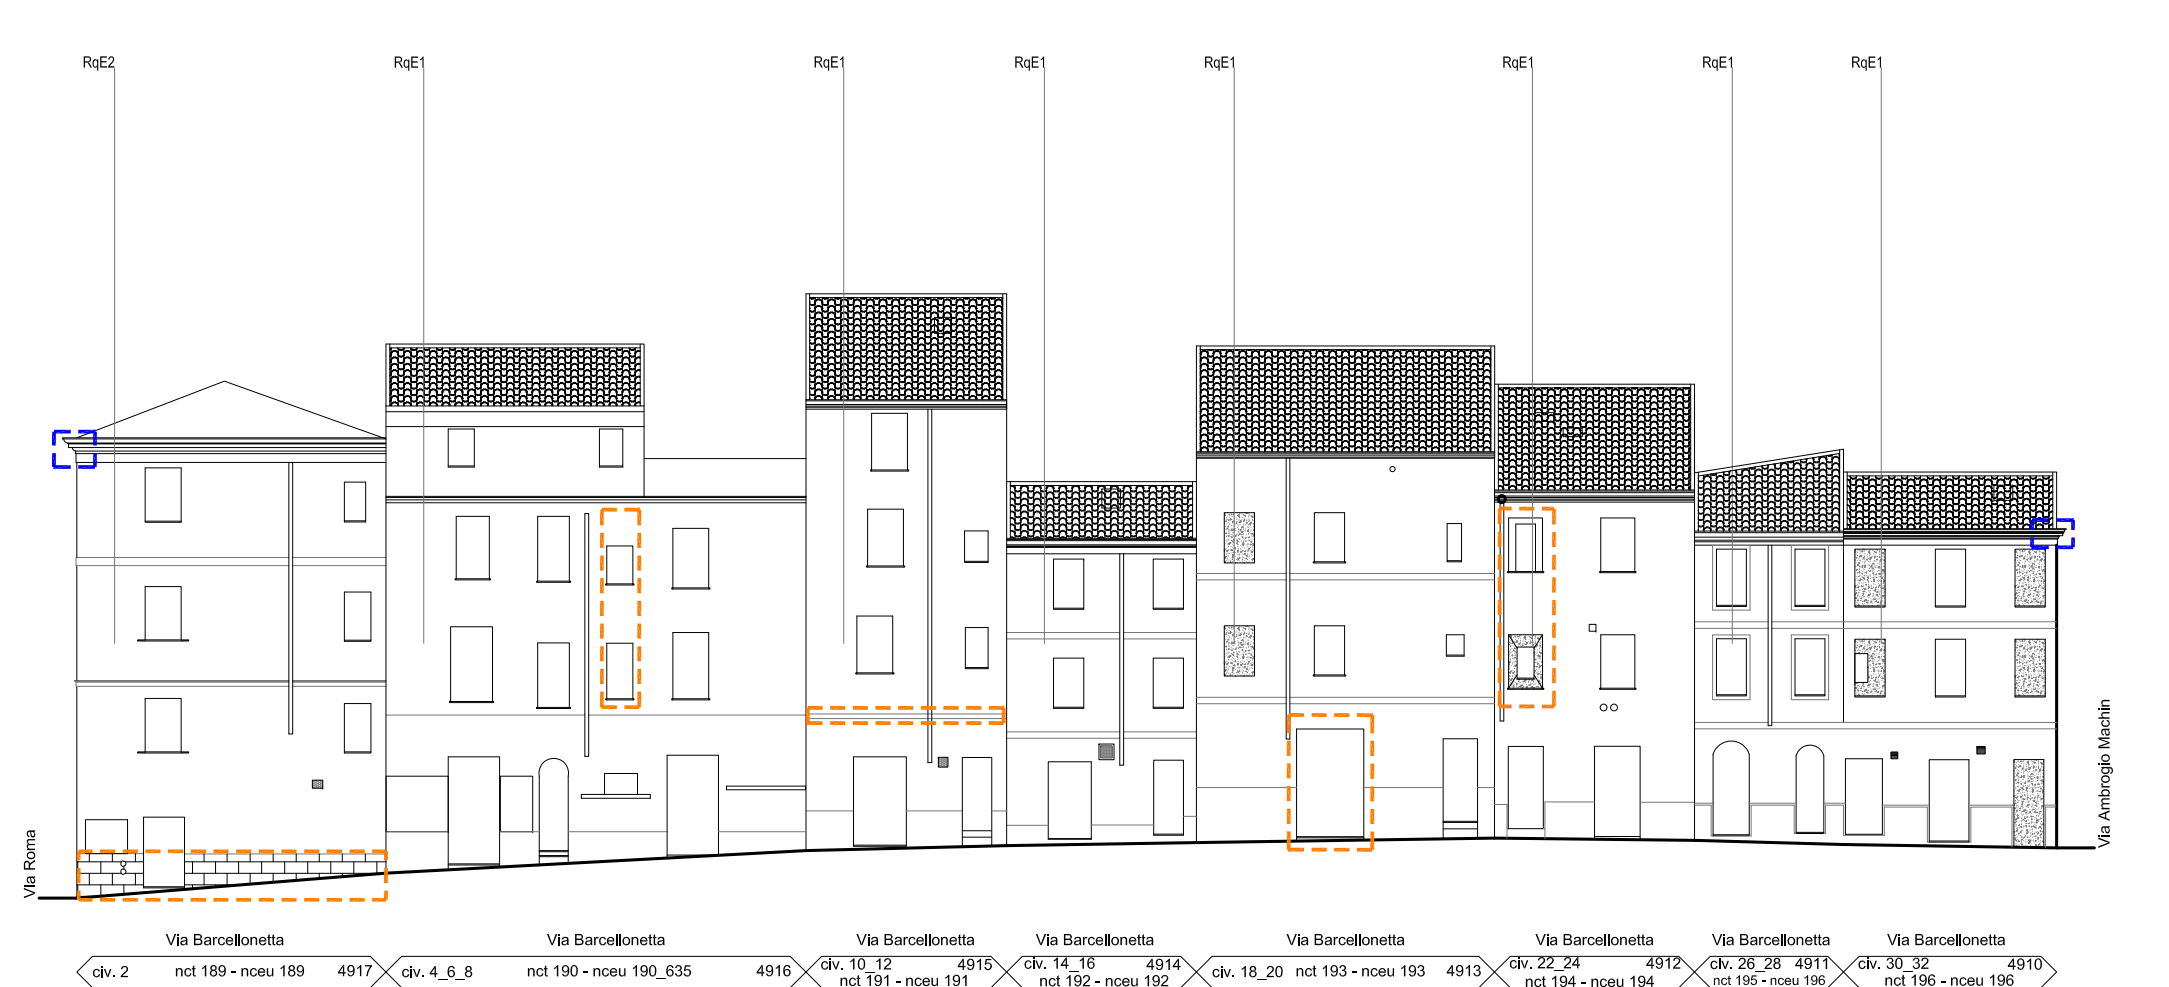 RqE2
RqE1
RqE1
RqE1
RqE1
RqE1
RqE1
RqE1
VIa Roma
Via Ambrogio Machin
Via Barcellonetta
civ. 2 nct 189 - nceu 189 4917
Via Barcellonetta
civ. 4_6_8 nct 190 - nceu 190_635 4916
Via Barcellonetta
civ. 10_12 4915
nct 191 - nceu 191
Via Barcellonetta
civ. 14_16 4914
nct 192 - nceu 192
Via Barcellonetta
civ. 18_20 nct 193 - nceu 193 4913
Via Barcellonetta
civ. 22_24 4912
nct 194 - nceu 194
Via Barcellonetta
civ. 26_28 4911
nct 195 - nceu 196
Via Barcellonetta
civ. 30_32 4910
nct 196 - nceu 196